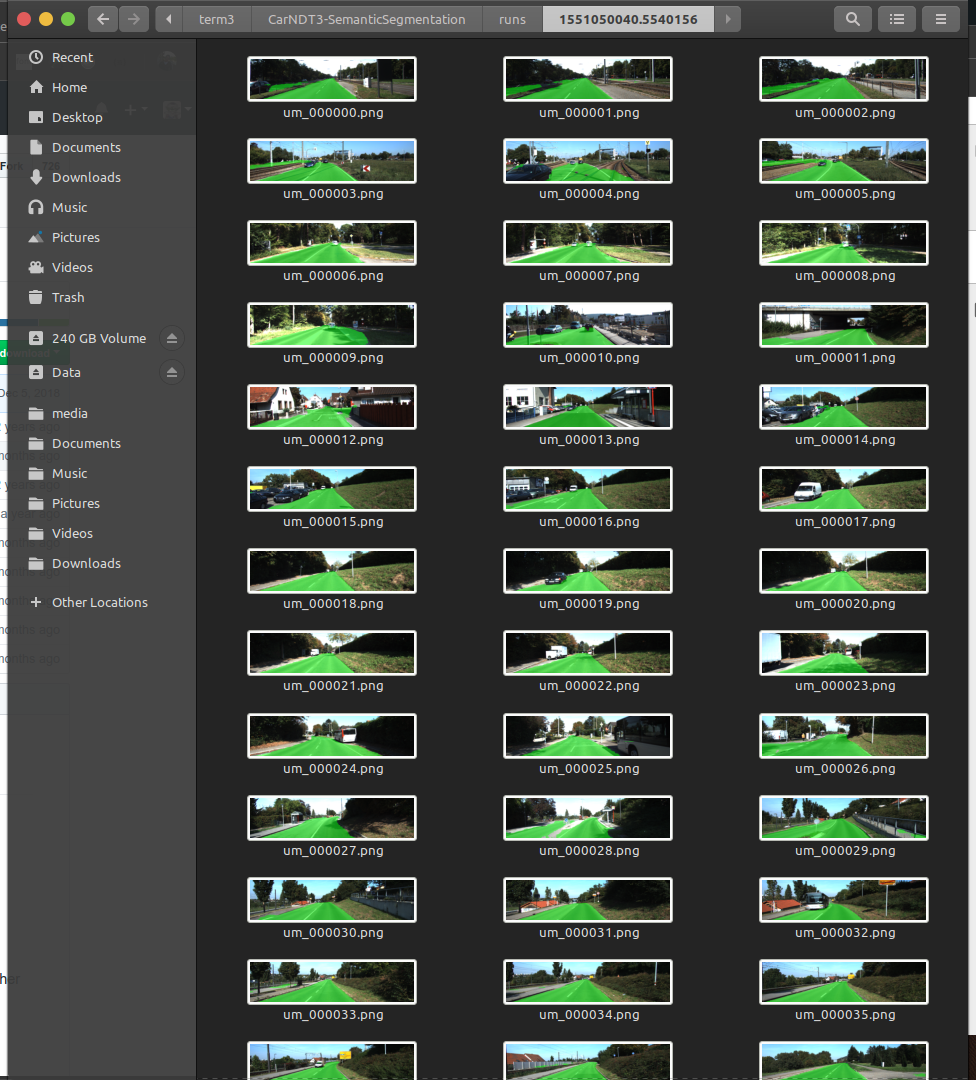 term3 CarNDT3-SemanticSegmentation runs 1551050040.5540156
Recent
Home
Desktop
Documents
Downloads
Music
Pictures
Videos
Trash
240 GB Volume
Data
media
Documents
Music
Pictures
Videos
Downloads
Other Locations
um_000000.png um_000001.png um_000002.png
um_000003.png um_000004.png um_000005.png
um_000006.png um_000007.png um_000008.png
um_000009.png um_000010.png um_000011.png
um_000012.png um_000013.png um_000014.png
um_000015.png um_000016.png um_000017.png
um_000018.png um_000019.png um_000020.png
um_000021.png um_000022.png um_000023.png
um_000024.png um_000025.png um_000026.png
um_000027.png um_000028.png um_000029.png
um_000030.png um_000031.png um_000032.png
um_000033.png um_000034.png um_000035.png